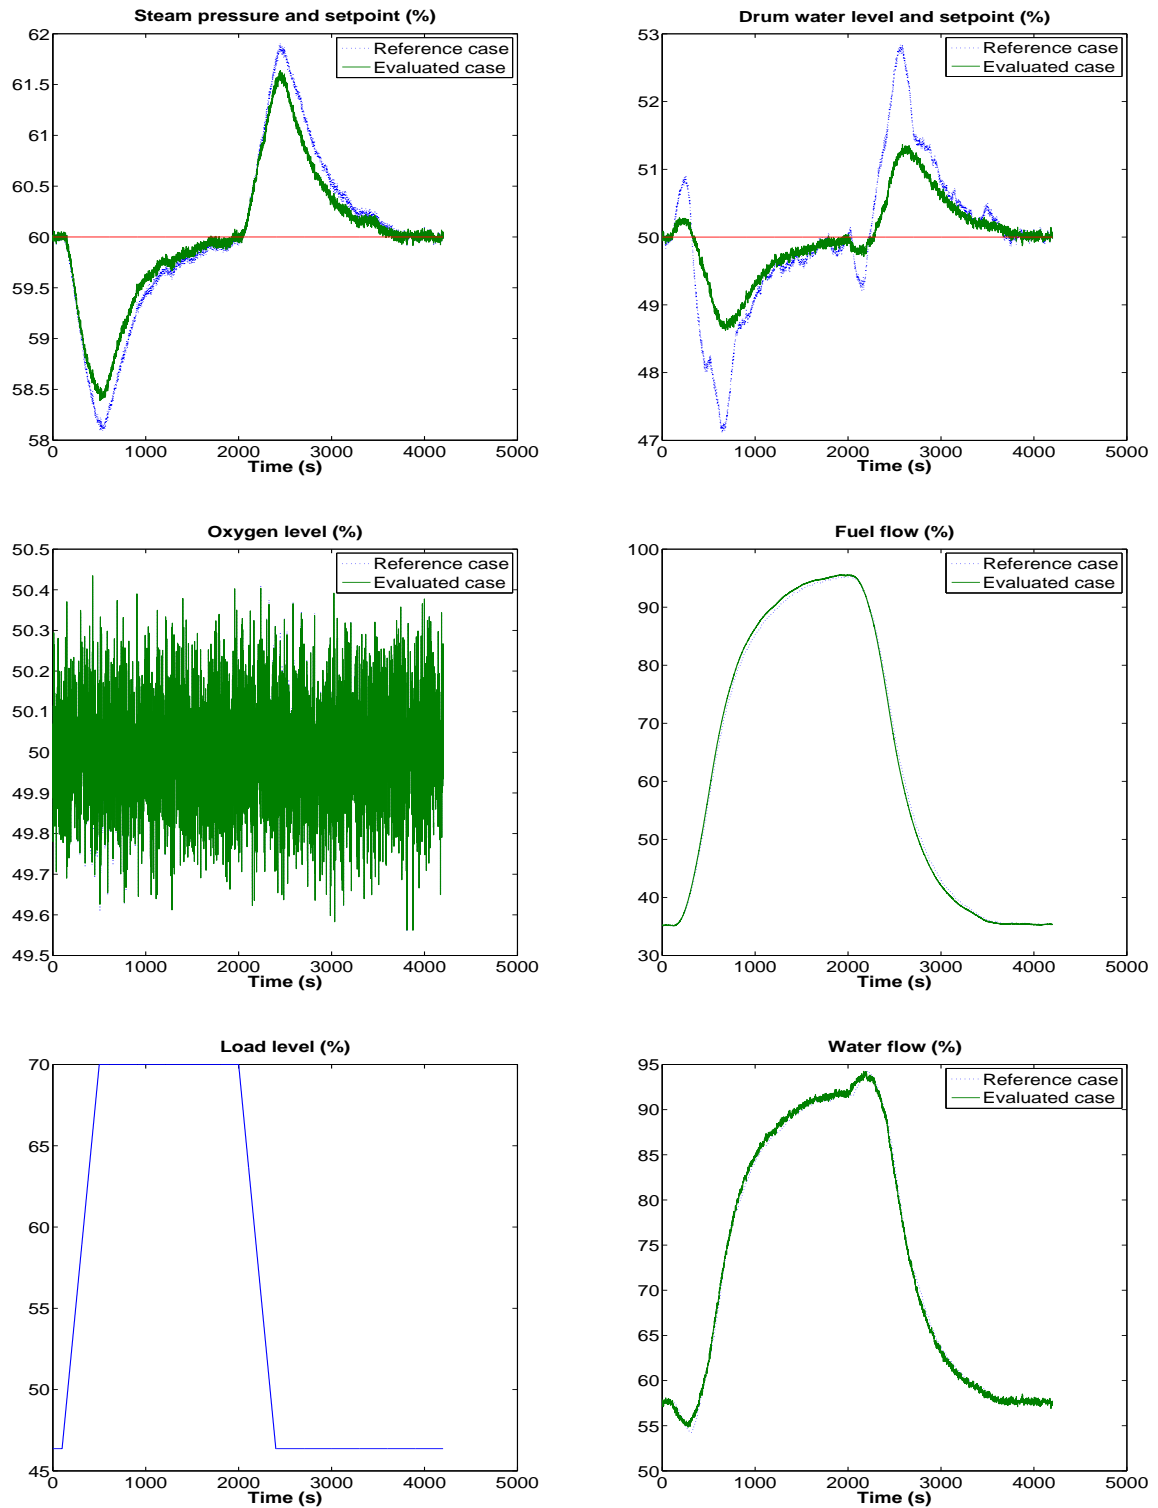 Steam pressure and setpoint (%)
62
61.5
61
60.5
60
59.5
59
58.5
58
0 1000 2000 3000 4000 5000
Time (s)
Reference case
Evaluated case
Drum water level and setpoint (%)
53
52
51
50
49
48
47
0 1000 2000 3000 4000 5000
Time (s)
Reference case
Evaluated case
Oxygen level (%)
50.5
50.4
50.3
50.2
50.1
50
49.9
49.8
49.7
49.6
49.5
0 1000 2000 3000 4000 5000
Time (s)
Reference case
Evaluated case
Fuel flow (%)
100
90
80
70
60
50
40
30
0 1000 2000 3000 4000 5000
Time (s)
Reference case
Evaluated case
Load level (%)
70
65
60
55
50
45
0 1000 2000 3000 4000 5000
Time (s)
Water flow (%)
95
90
85
80
75
70
65
60
55
50
0 1000 2000 3000 4000 5000
Time (s)
Reference case
Evaluated case